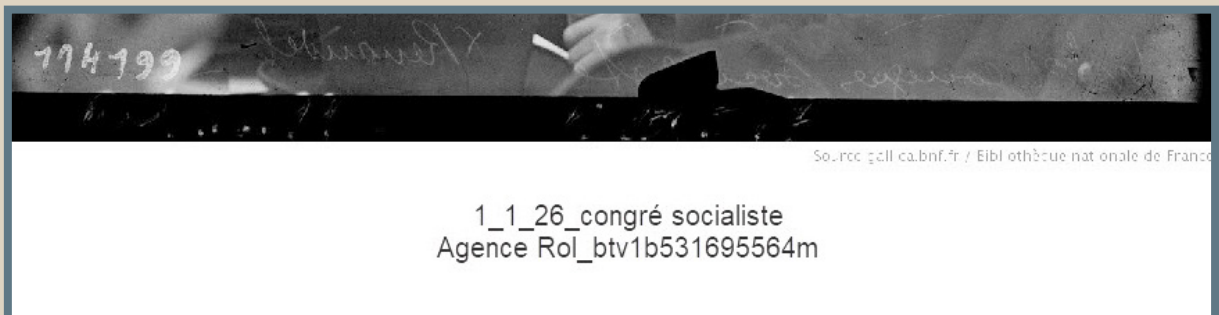 114199
Source gallica.bnf.fr / Bibliothèque nationale de France
1_1_26_congré socialiste
Agence Rol_btv1b531695564m